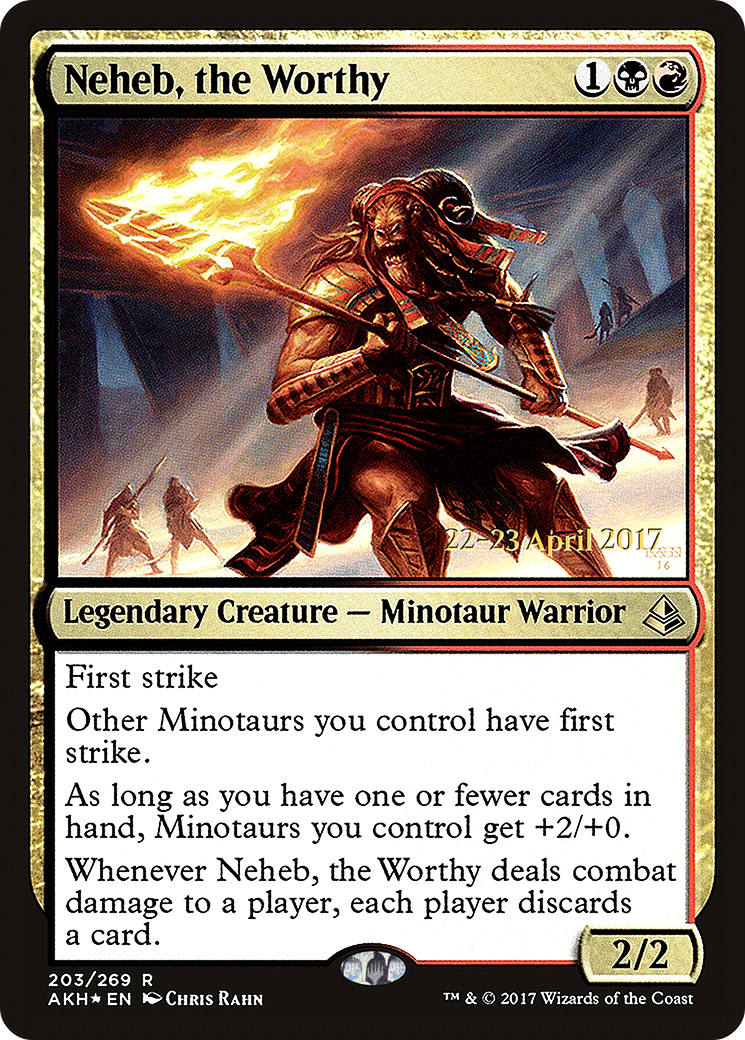 Neheb, the Worthy
1
22–23 April 2017
16
Legendary Creature — Minotaur Warrior
First strike
Other Minotaurs you control have first
strike.
As long as you have one or fewer cards in
hand, Minotaurs you control get +2/+0.
Whenever Neheb, the Worthy deals combat
damage to a player, each player discards
a card.
2/2
203/269 R
AKH★EN Chris Rahn
™ & © 2017 Wizards of the Coast